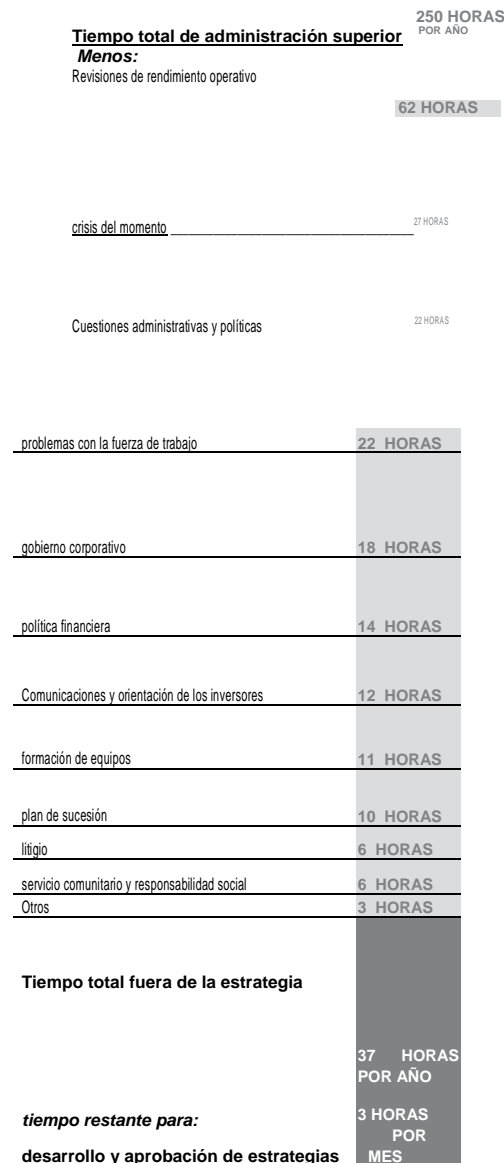 250 HORAS
Tiempo total de administración superior POR AÑO
Menos:
Revisiones de rendimiento operativo
62 HORAS
crisis del momento 27 HORAS
Cuestiones administrativas y políticas 22 HORAS
problemas con la fuerza de trabajo 22 HORAS
gobierno corporativo 18 HORAS
política financiera 14 HORAS
Comunicaciones y orientación de los inversores 12 HORAS
formación de equipos 11 HORAS
plan de sucesión 10 HORAS
litigio 6 HORAS
servicio comunitario y responsabilidad social 6 HORAS
Otros 3 HORAS
Tiempo total fuera de la estrategia
37 HORAS
POR AÑO
tiempo restante para: 3 HORAS
POR
desarrollo y aprobación de estrategias MES